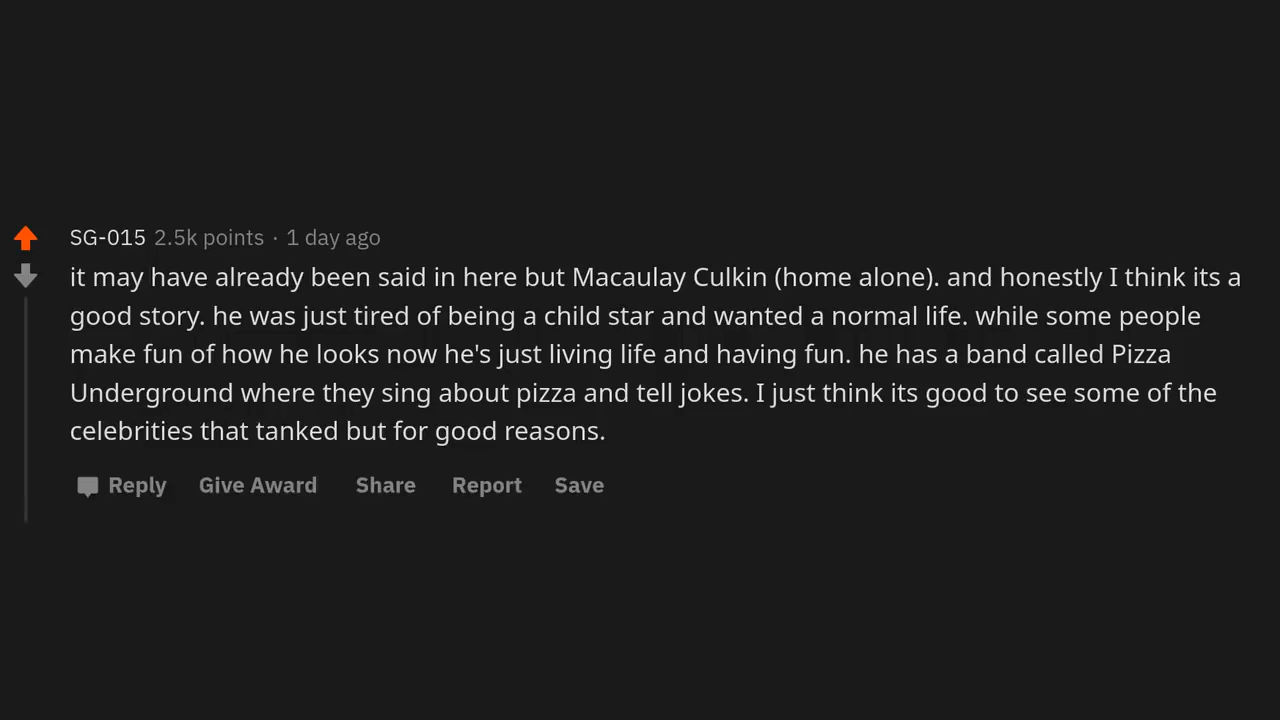 SG-015 2.5k points · 1 day ago
it may have already been said in here but Macaulay Culkin (home alone). and honestly I think its a
good story. he was just tired of being a child star and wanted a normal life. while some people
make fun of how he looks now he's just living life and having fun. he has a band called Pizza
Underground where they sing about pizza and tell jokes. I just think its good to see some of the
celebrities that tanked but for good reasons.
Reply Give Award Share Report Save